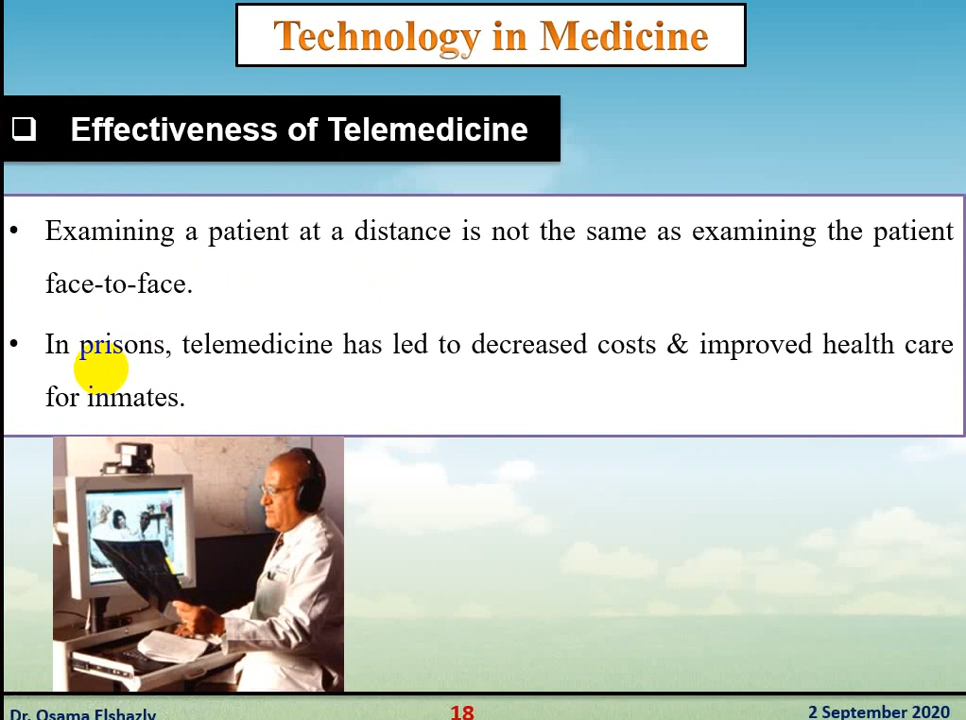 Technology in Medicine
❑ Effectiveness of Telemedicine
• Examining a patient at a distance is not the same as examining the patient
face-to-face.
• In prisons, telemedicine has led to decreased costs & improved health care
for inmates.
Dr. Osama Elshazly 18 2 September 2020